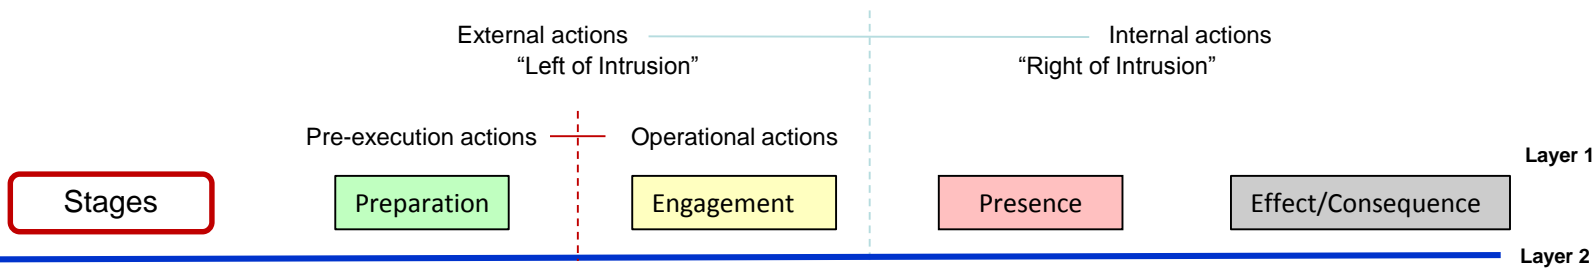 External actions
Internal actions
“Left of Intrusion”
“Right of Intrusion”
Pre-execution actions
Operational actions
Layer 1
Stages
Preparation
Engagement
Presence
Effect/Consequence
Layer 2